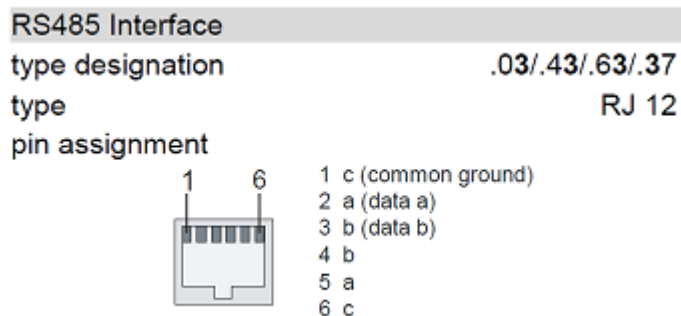 RS485 Interface
type designation .03/.43/.63/.37
type RJ 12
pin assignment
1 6
1 c (common ground)
2 a (data a)
3 b (data b)
4 b
5 a
6 c